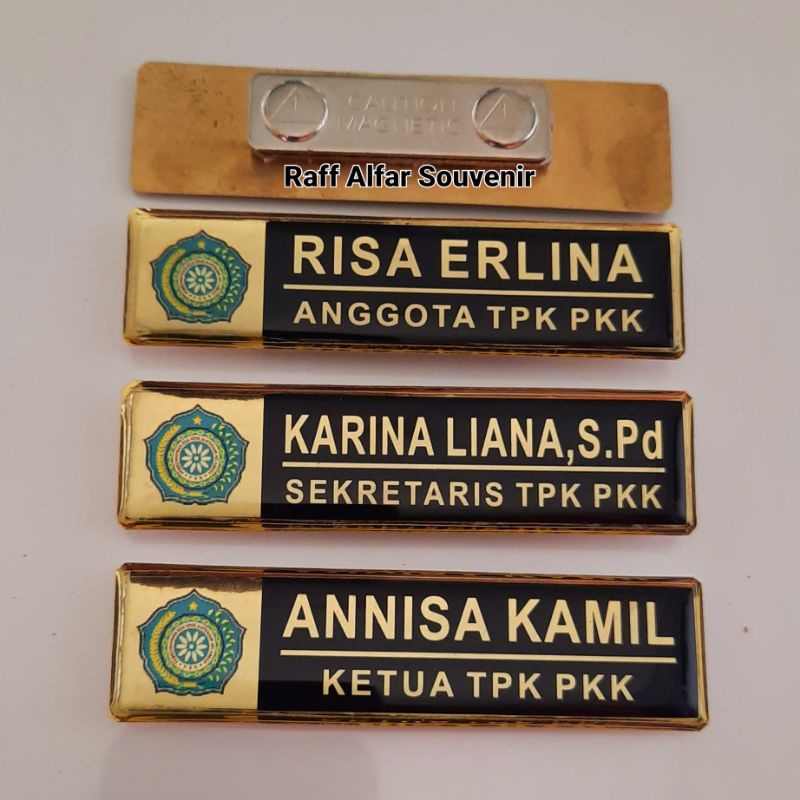 CAUTION
MAGNETIC
Raff Alfar Souvenir
RISA ERLINA
ANGGOTA TPK PKK
KARINA LIANA,S.Pd
SEKRETARIS TPK PKK
ANNISA KAMIL
KETUA TPK PKK